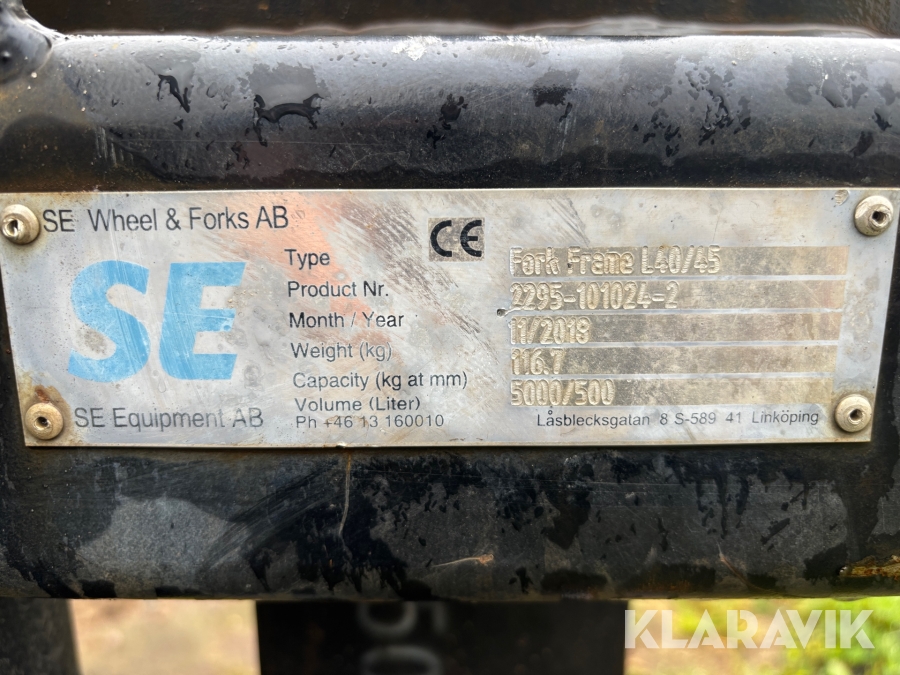 SE Wheel & Forks AB
CE
SE
Type Fork Frame L40/45
Product Nr. 2295-101024-2
Month / Year 11/2018
Weight (kg) 116.7
Capacity (kg at mm) 5000/500
Volume (Liter)
SE Equipment AB Ph +46 13 160010 Låsblecksgatan 8 S-589 41 Linköping
50
KLARAVIK